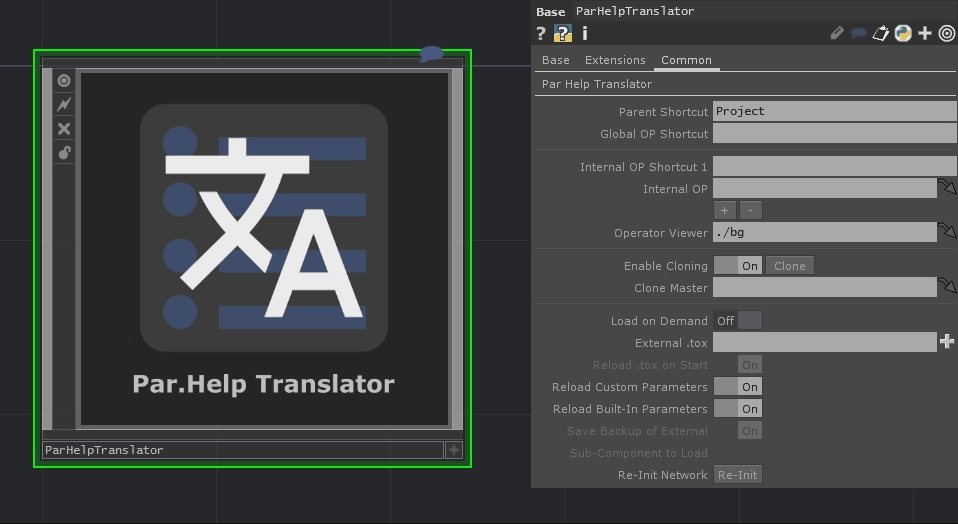 Base ParHelpTranslator
? ? i
Base Extensions Common
Par Help Translator
Parent Shortcut Project
Global OP Shortcut
Internal OP Shortcut 1
Internal OP
+ -
Operator Viewer ./bg
Enable Cloning On Clone
Clone Master
Load on Demand Off
External .tox
Reload .tox on Start On
Reload Custom Parameters On
Reload Built-In Parameters On
Save Backup of External On
Sub-Component to Load
Re-Init Network Re-Init
文A
Par.Help Translator
ParHelpTranslator